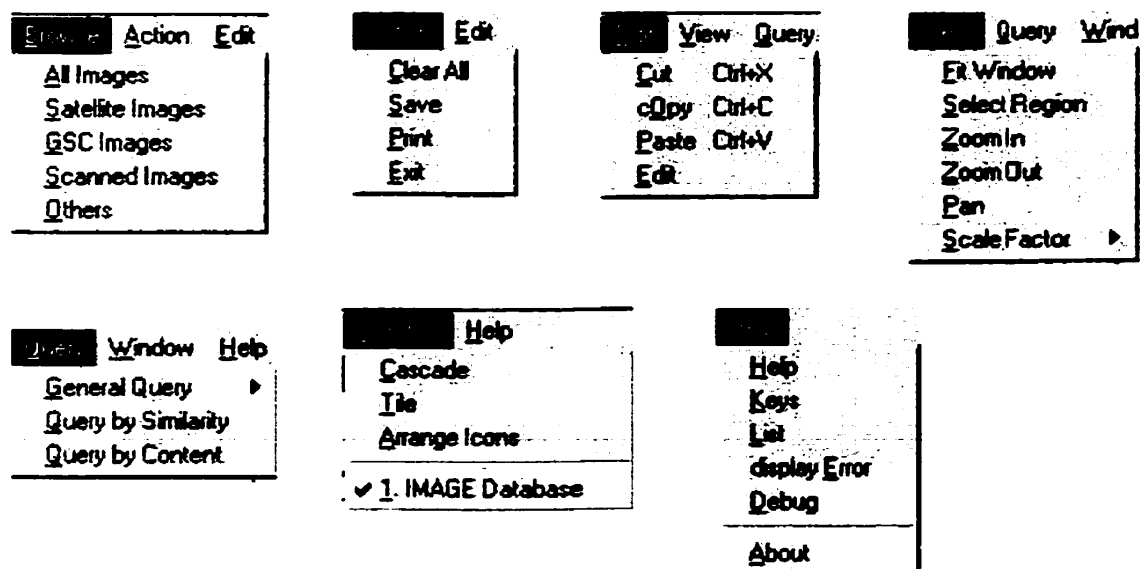 Browse Action Edit
All Images
Satellite Images
GSC Images
Scanned Images
Others
Edit
Clear All
Save
Print
Exit
View Query
Cut Ctrl+X
cOpy Ctrl+C
Paste Ctrl+V
Edit
Query Wind
Fit Window
Select Region
Zoom In
Zoom Out
Pan
Scale Factor
Query Window Help
General Query
Query by Similarity
Query by Content
Help
Cascade
Tile
Arrange Icons
✓ 1. IMAGE Database
Help
Keys
List
display Error
Debug
About